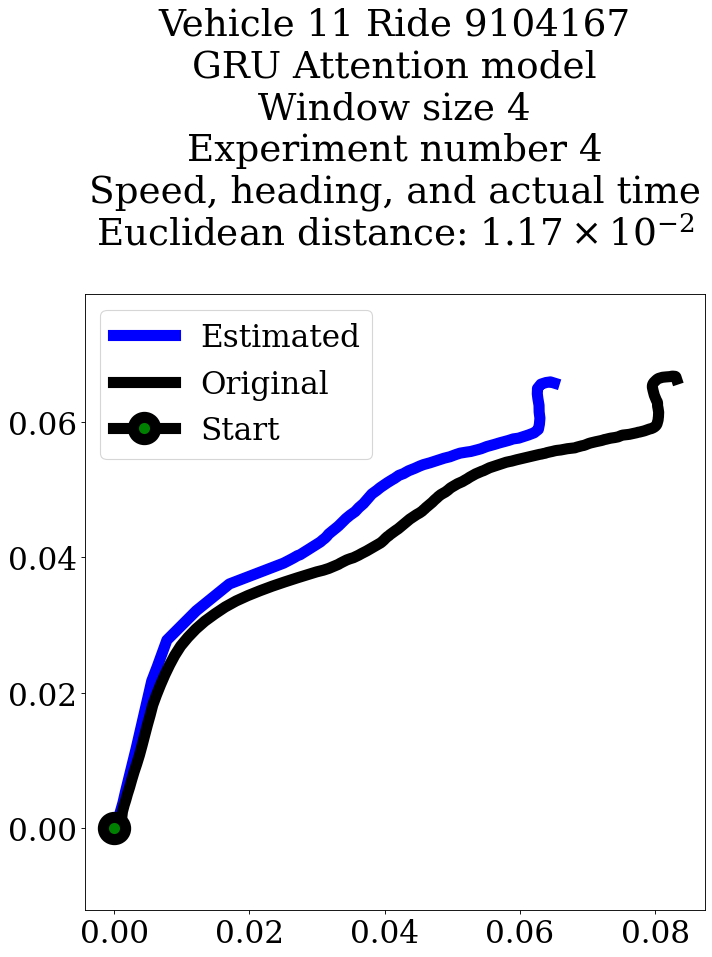 Vehicle 11 Ride 9104167
GRU Attention model
Window size 4
Experiment number 4
Speed, heading, and actual time
Euclidean distance: 1.17 × 10⁻²
Estimated
Original
Start
0.06
0.04
0.02
0.00
0.00 0.02 0.04 0.06 0.08